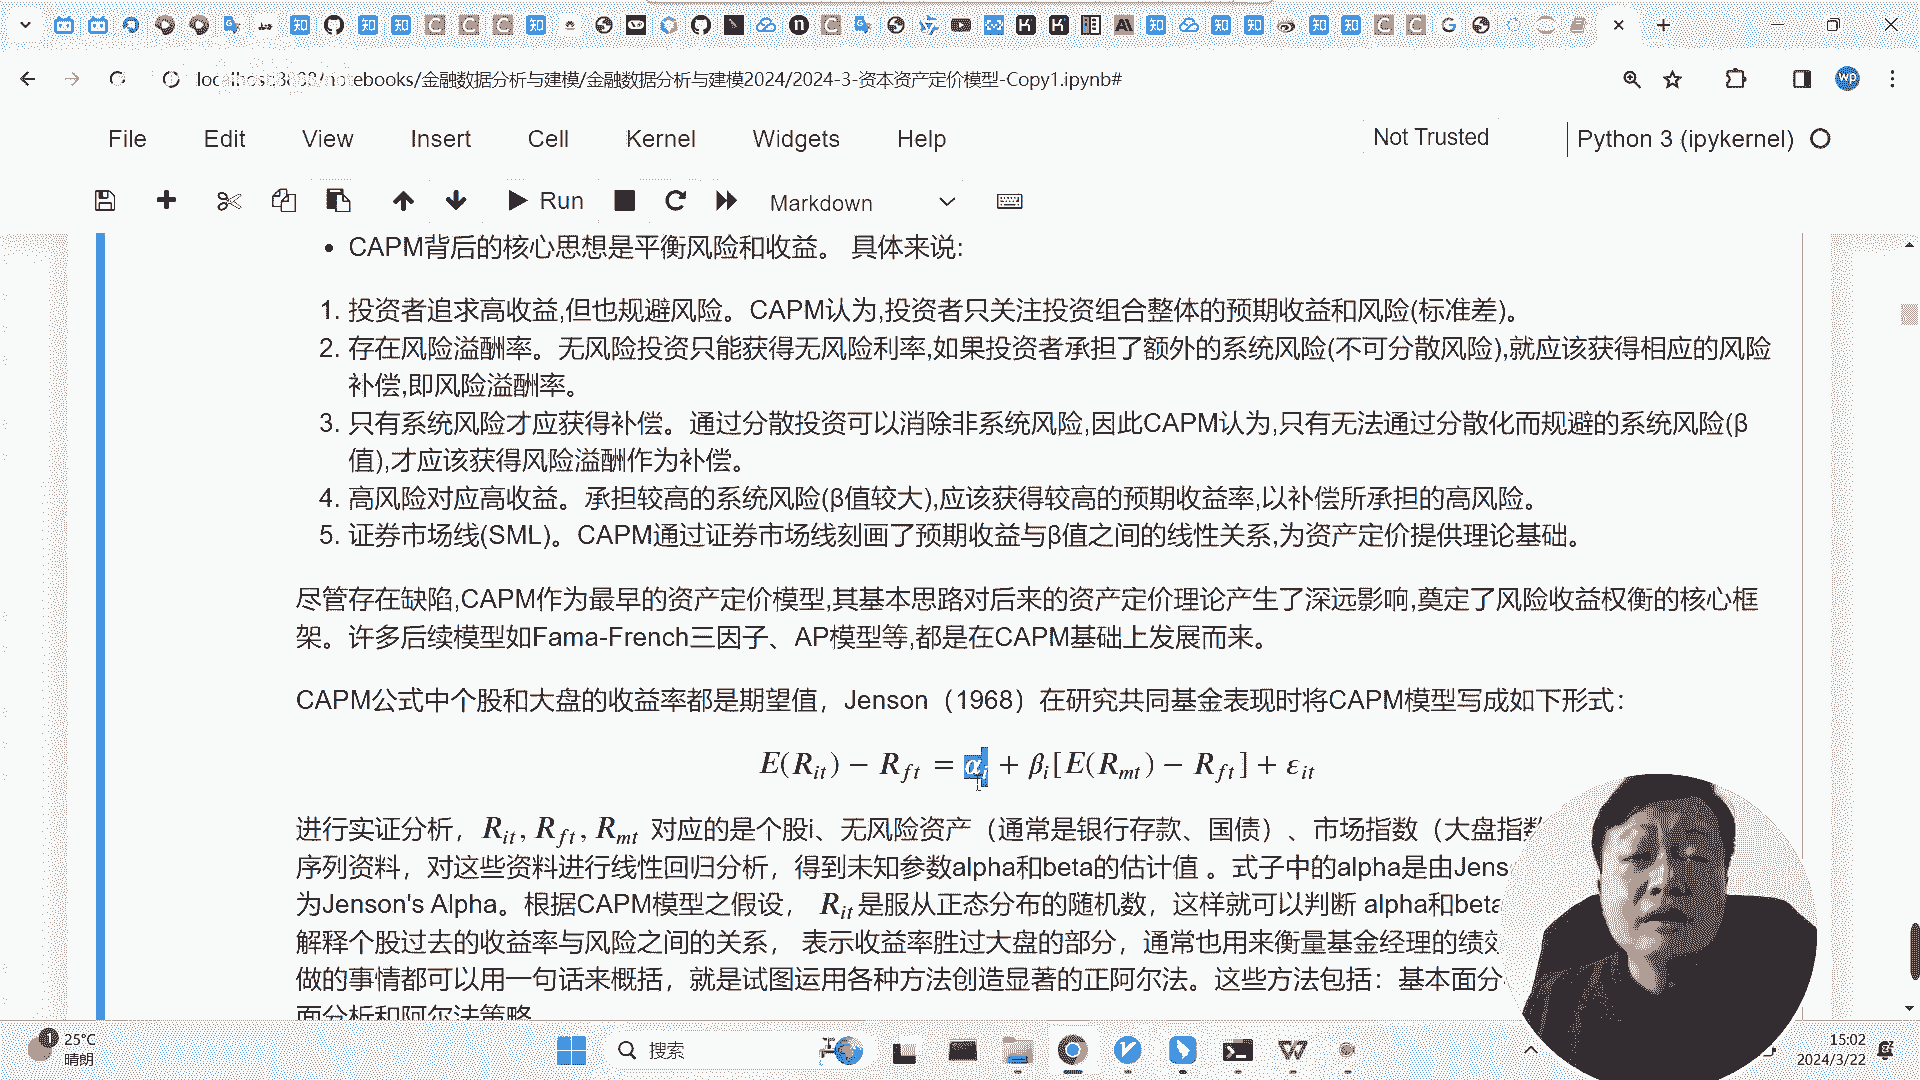 localhost:8888/notebooks/金融数据分析与建模/金融数据分析与建模2024/2024-3-资本资产定价模型-Copy1.ipynb#
wp
File Edit View Insert Cell Kernel Widgets Help
Not Trusted
Python 3 (ipykernel)
Run
Markdown
• CAPM背后的核心思想是平衡风险和收益。 具体来说:
1. 投资者追求高收益,但也规避风险。CAPM认为,投资者只关注投资组合整体的预期收益和风险(标准差)。
2. 存在风险溢酬率。无风险投资只能获得无风险利率,如果投资者承担了额外的系统风险(不可分散风险),就应该获得相应的风险
补偿,即风险溢酬率。
3. 只有系统风险才应获得补偿。通过分散投资可以消除非系统风险,因此CAPM认为,只有无法通过分散化而规避的系统风险(β
值),才应该获得风险溢酬作为补偿。
4. 高风险对应高收益。承担较高的系统风险(β值较大),应该获得较高的预期收益率,以补偿所承担的高风险。
5. 证券市场线(SML)。CAPM通过证券市场线刻画了预期收益与β值之间的线性关系,为资产定价提供理论基础。
尽管存在缺陷,CAPM作为最早的资产定价模型,其基本思路对后来的资产定价理论产生了深远影响,奠定了风险收益权衡的核心框
架。许多后续模型如Fama-French三因子、AP模型等,都是在CAPM基础上发展而来。
CAPM公式中个股和大盘的收益率都是期望值，Jenson（1968）在研究共同基金表现时将CAPM模型写成如下形式：
E(R_it) − R_ft = α_i + β_i[E(R_mt) − R_ft] + ε_it
进行实证分析，R_it, R_ft, R_mt 对应的是个股i、无风险资产（通常是银行存款、国债）、市场指数（大盘指数
序列资料，对这些资料进行线性回归分析，得到未知参数alpha和beta的估计值 。式子中的alpha是由Jens
为Jenson's Alpha。根据CAPM模型之假设， R_it 是服从正态分布的随机数，这样就可以判断 alpha和beta
解释个股过去的收益率与风险之间的关系， 表示收益率胜过大盘的部分，通常也用来衡量基金经理的绩效
做的事情都可以用一句话来概括，就是试图运用各种方法创造显著的正阿尔法。这些方法包括：基本面分
面分析和阿尔法策略
1
25°C
晴朗
搜索
15:02
2024/3/22